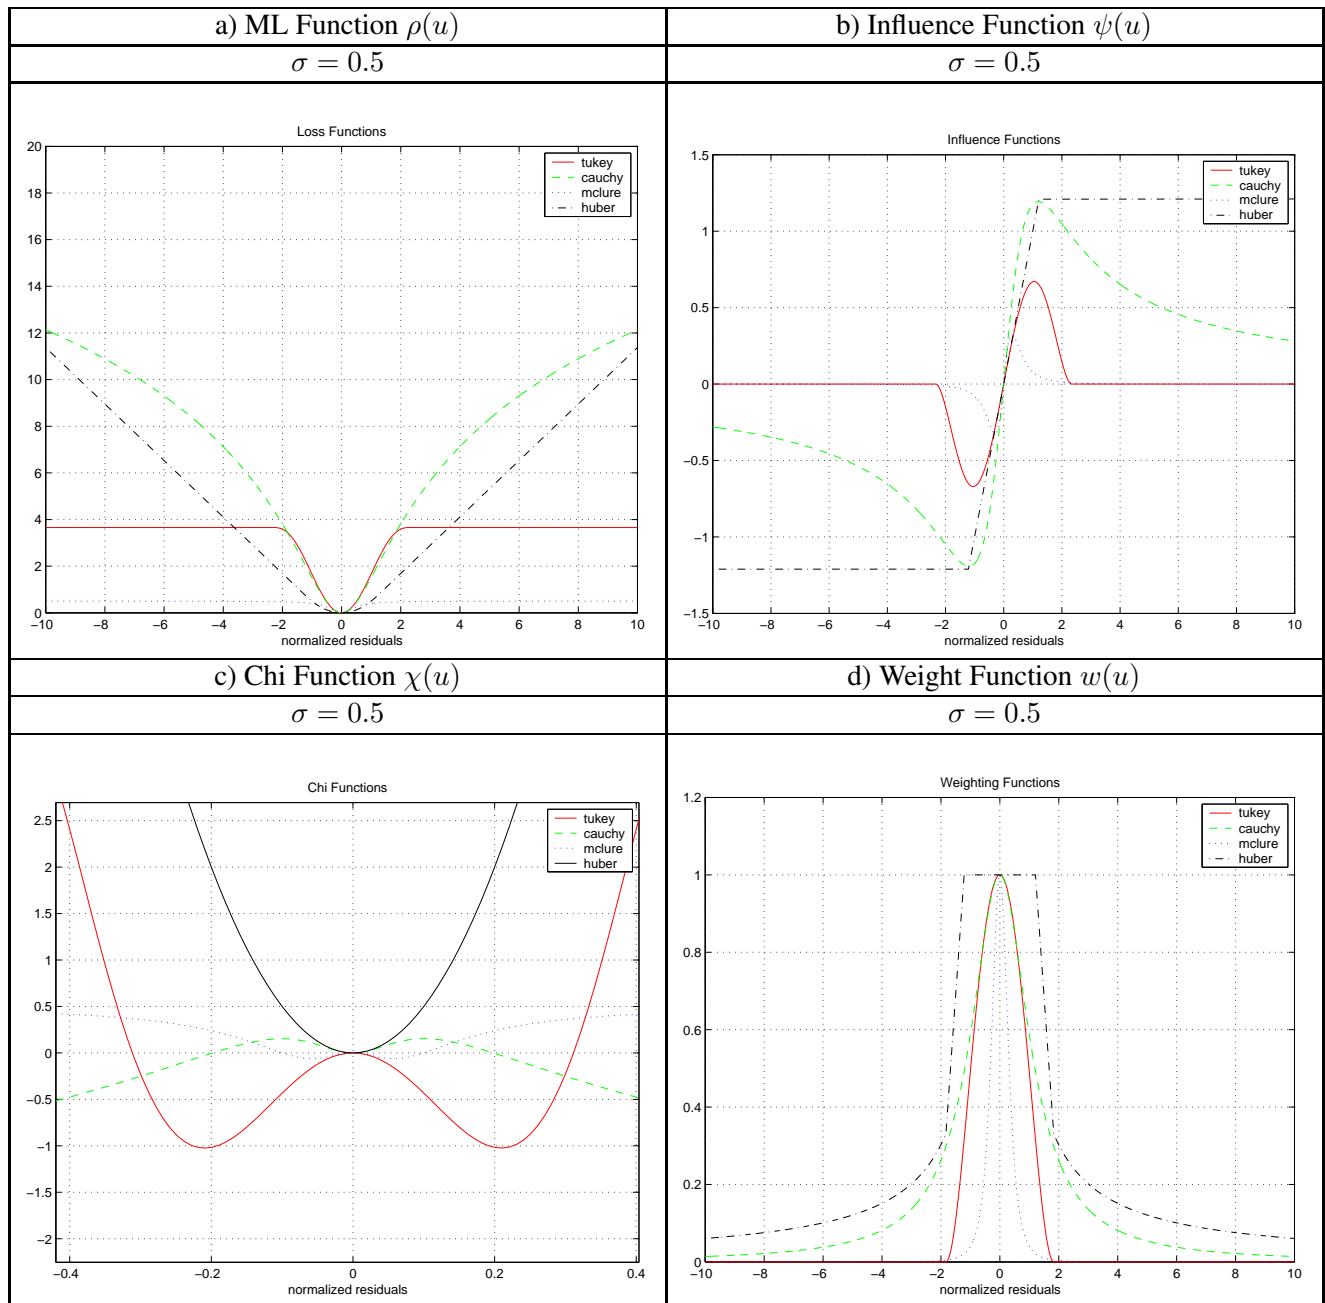 a) ML Function ρ(u)
b) Influence Function ψ(u)
σ = 0.5
σ = 0.5
Loss Functions
20
18
16
14
12
10
8
6
4
2
0
tukey
cauchy
mclure
huber
−10 −8 −6 −4 −2 0 2 4 6 8 10
normalized residuals
Influence Functions
1.5
1
0.5
0
−0.5
−1
−1.5
−10 −8 −6 −4 −2 0 2 4 6 8 10
tukey
cauchy
mclure
huber
normalized residuals
c) Chi Function χ(u)
d) Weight Function w(u)
σ = 0.5
σ = 0.5
Chi Functions
2.5
2
1.5
1
0.5
0
−0.5
−1
−1.5
−2
tukey
cauchy
mclure
huber
−0.4 −0.2 0 0.2 0.4
normalized residuals
Weighting Functions
1.2
1
0.8
0.6
0.4
0.2
0
tukey
cauchy
mclure
huber
−10 −8 −6 −4 −2 0 2 4 6 8 10
normalized residuals